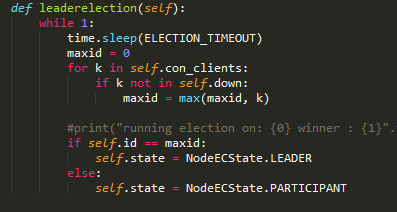 def leaderelection(self):
    while 1:
        time.sleep(ELECTION_TIMEOUT)
        maxid = 0
        for k in self.con_clients:
            if k not in self.down:
                maxid = max(maxid, k)
        #print("running election on: {0} winner : {1}".
        if self.id == maxid:
            self.state = NodeECState.LEADER
        else:
            self.state = NodeECState.PARTICIPANT